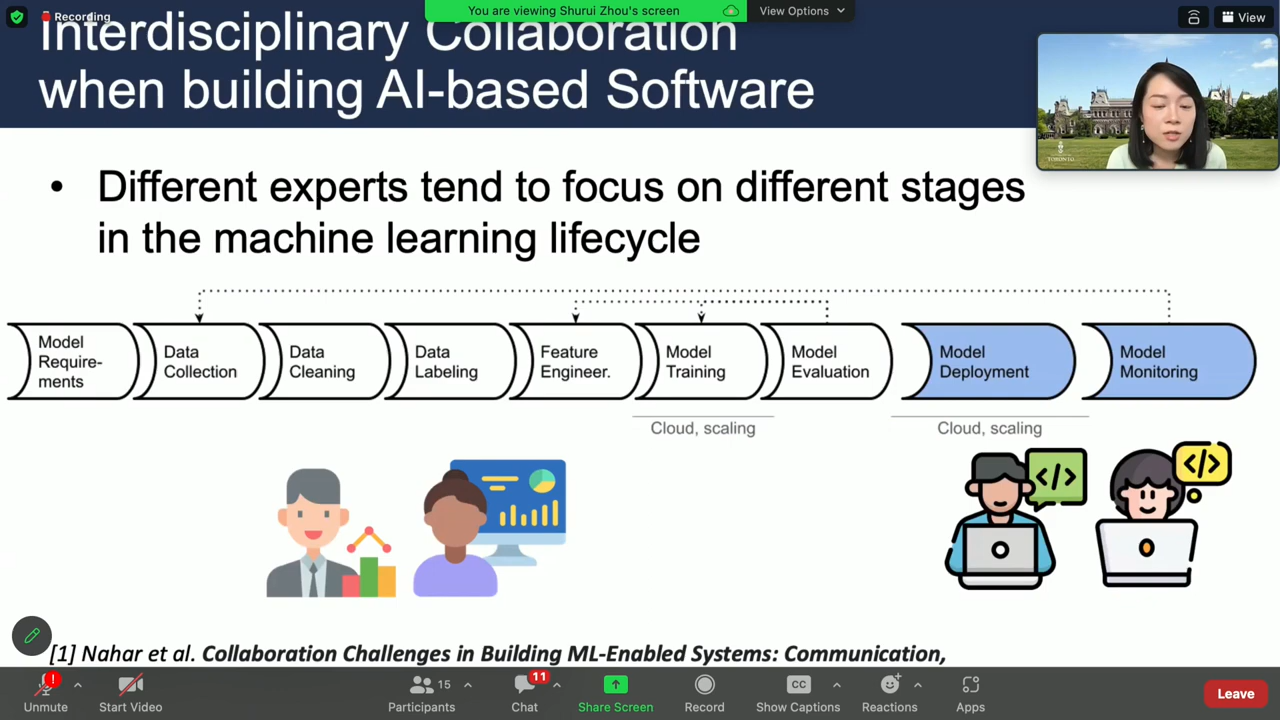 Recording
You are viewing Shurui Zhou's screen
View Options
View
Interdisciplinary Collaboration
when building AI-based Software
TORONTO
• Different experts tend to focus on different stages
in the machine learning lifecycle
Model
Require-
ments
Data
Collection
Data
Cleaning
Data
Labeling
Feature
Engineer.
Model
Training
Model
Evaluation
Model
Deployment
Model
Monitoring
Cloud, scaling
Cloud, scaling
</>
</>
[1] Nahar et al. Collaboration Challenges in Building ML-Enabled Systems: Communication,
Unmute
Start Video
15
Participants
11
Chat
Share Screen
Record
CC
Show Captions
Reactions
Apps
Leave